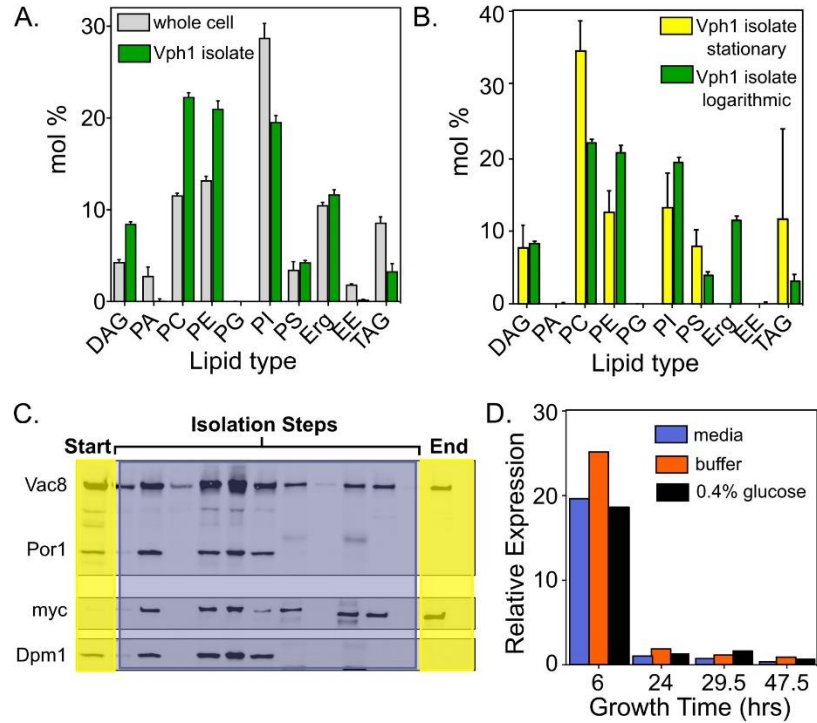 A.
whole cell
Vph1 isolate
mol %
30
20
10
0
DAG
PA
PC
PE
PG
PI
PS
Erg
EE
TAG
Lipid type
B.
Vph1 isolate
stationary
Vph1 isolate
logarithmic
mol %
40
30
20
10
0
DAG
PA
PC
PE
PG
PI
PS
Erg
EE
TAG
Lipid type
C.
Isolation Steps
Start
End
Vac8
Por1
myc
Dpm1
D.
media
buffer
0.4% glucose
Relative Expression
30
20
10
0
6
24
29.5
47.5
Growth Time (hrs)